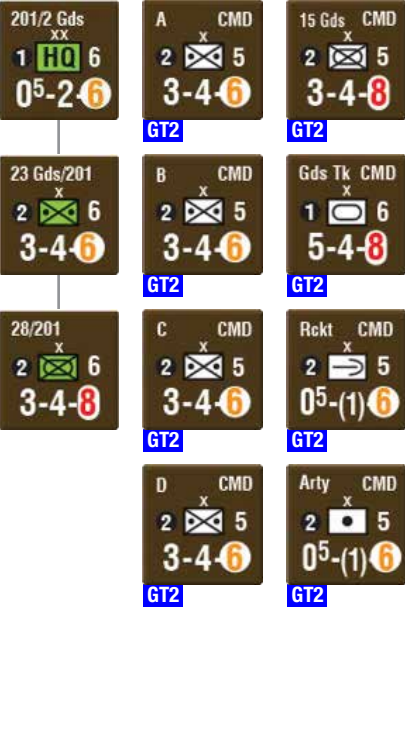 201/2 Gds
xx
1 HQ 6
0⁵-2-6
A CMD
x
2 5
3-4-6
GT2
15 Gds CMD
x
2 5
3-4-8
GT2
23 Gds/201
x
2 6
3-4-6
B CMD
x
2 5
3-4-6
GT2
Gds Tk CMD
x
1 6
5-4-8
GT2
28/201
x
2 6
3-4-8
C CMD
x
2 5
3-4-6
GT2
Rckt CMD
x
2 5
0⁵-(1)-6
GT2
D CMD
x
2 5
3-4-6
GT2
Arty CMD
x
2 5
0⁵-(1)-6
GT2